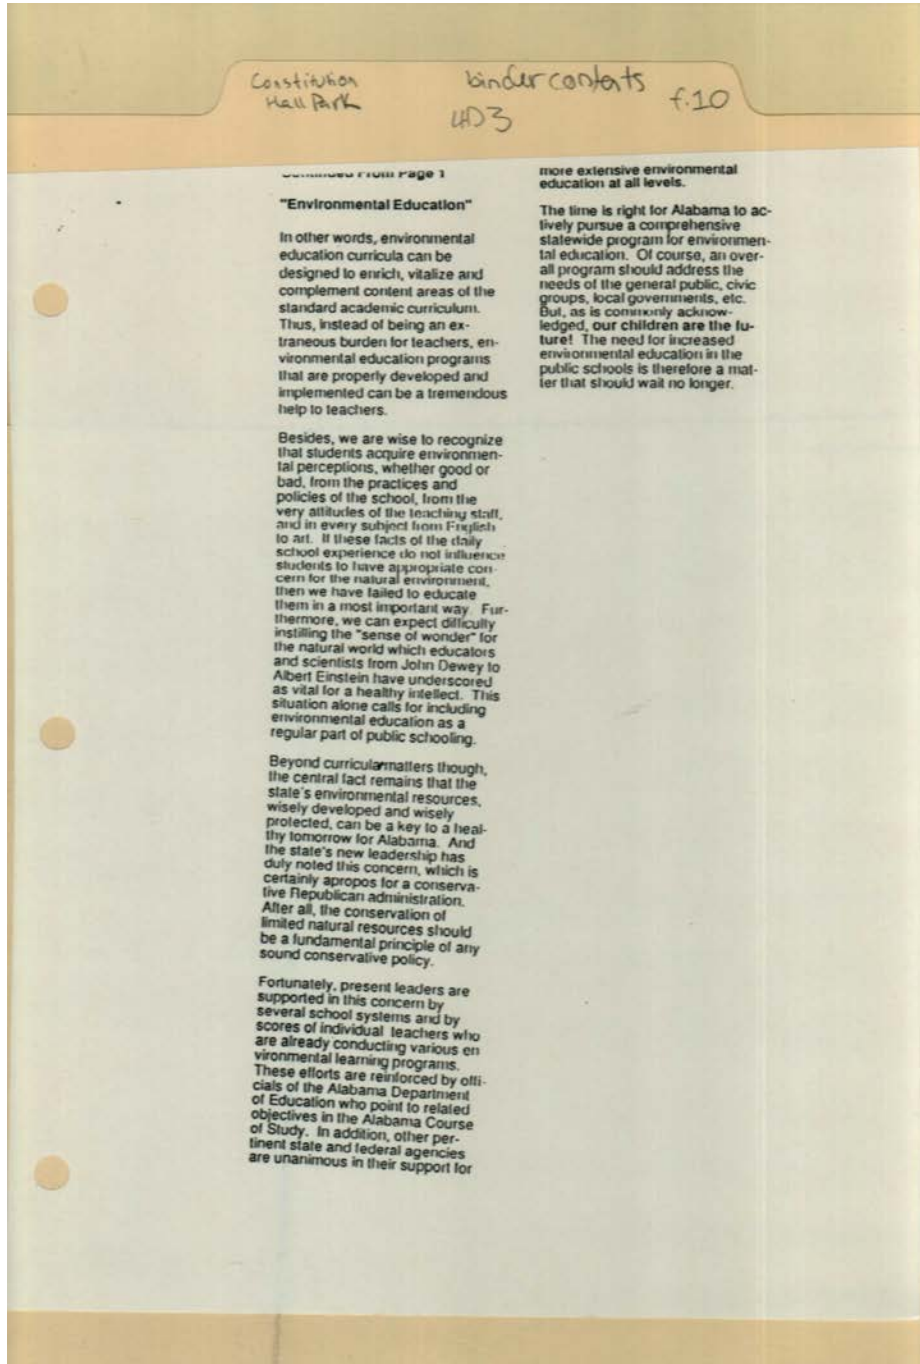 Constitution
Hall Park
binder contents
4D3
f.10
Continued From Page 1
"Environmental Education"
In other words, environmental
education curricula can be
designed to enrich, vitalize and
complement content areas of the
standard academic curriculum.
Thus, instead of being an ex-
traneous burden for teachers, en-
vironmental education programs
that are properly developed and
implemented can be a tremendous
help to teachers.
Besides, we are wise to recognize
that students acquire environmen-
tal perceptions, whether good or
bad, from the practices and
policies of the school, from the
very attitudes of the teaching staff,
and in every subject from English
to art. If these facts of the daily
school experience do not influence
students to have appropriate con-
cern for the natural environment,
then we have failed to educate
them in a most important way. Fur-
thermore, we can expect difficulty
instilling the "sense of wonder" for
the natural world which educators
and scientists from John Dewey to
Albert Einstein have underscored
as vital for a healthy intellect. This
situation alone calls for including
environmental education as a
regular part of public schooling.
Beyond curricula matters though,
the central fact remains that the
state's environmental resources,
wisely developed and wisely
protected, can be a key to a heal-
thy tomorrow for Alabama. And
the state's new leadership has
duly noted this concern, which is
certainly apropos for a conserva-
tive Republican administration.
After all, the conservation of
limited natural resources should
be a fundamental principle of any
sound conservative policy.
Fortunately, present leaders are
supported in this concern by
several school systems and by
scores of individual teachers who
are already conducting various en
vironmental learning programs.
These efforts are reinforced by offi-
cials of the Alabama Department
of Education who point to related
objectives in the Alabama Course
of Study. In addition, other per-
tinent state and federal agencies
are unanimous in their support for
more extensive environmental
education at all levels.
The time is right for Alabama to ac-
tively pursue a comprehensive
statewide program for environmen-
tal education. Of course, an over-
all program should address the
needs of the general public, civic
groups, local governments, etc.
But, as is commonly acknow-
ledged, our children are the fu-
ture! The need for increased
environmental education in the
public schools is therefore a mat-
ter that should wait no longer.